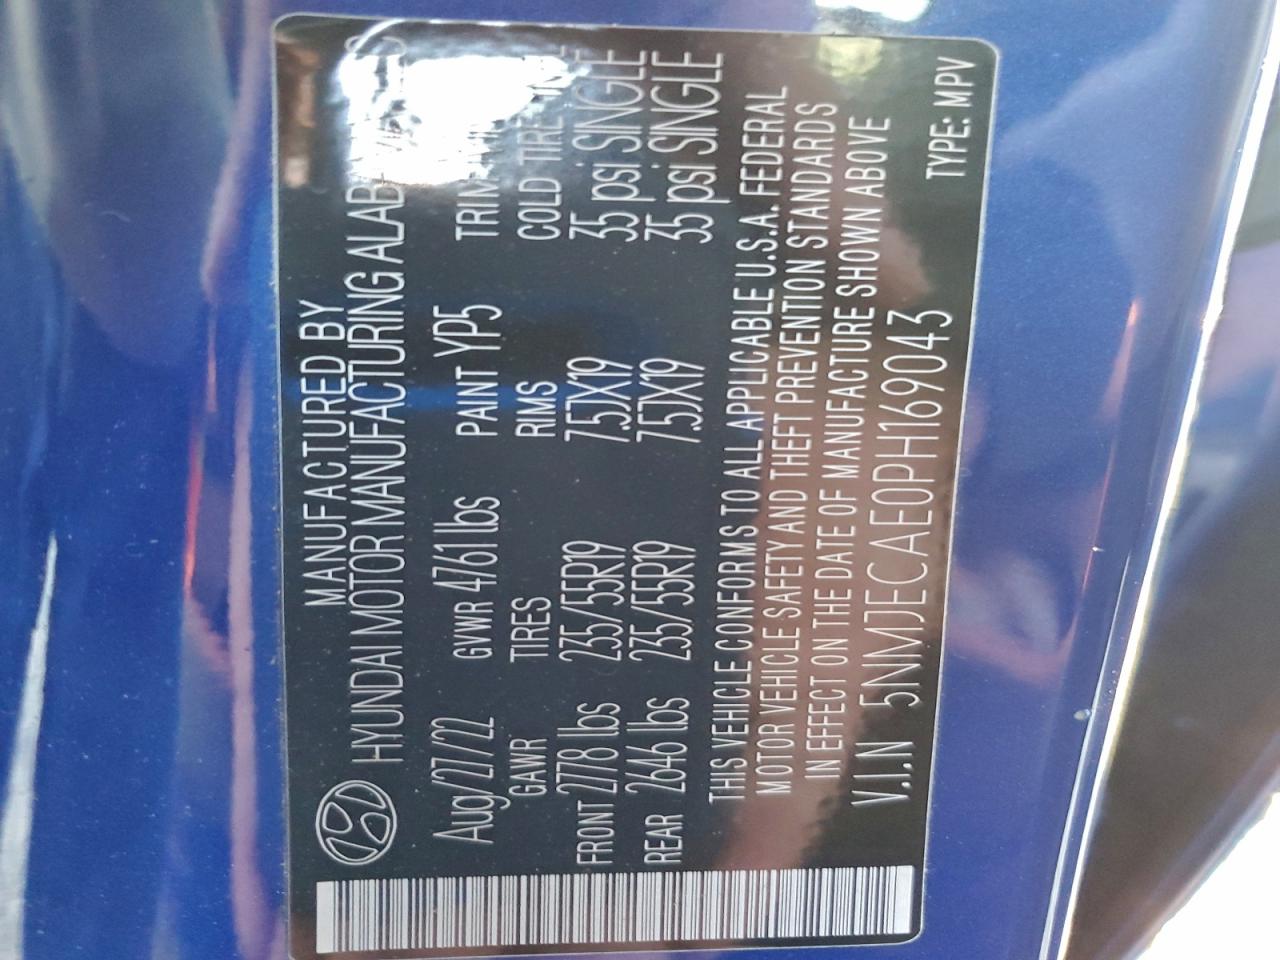 MANUFACTURED BY
HYUNDAI MOTOR MANUFACTURING
Aug/27/22 GVWR 4761 lbs PAINT YP5 TRIM
GAWR TIRES RIMS COLD TIRE
FRONT 2778 lbs 235/55R19 7.5JX19 35 psi SINGLE
REAR 2646 lbs 235/55R19 7.5JX19 35 psi SINGLE
THIS VEHICLE CONFORMS TO ALL APPLICABLE U.S.A. FEDERAL
MOTOR VEHICLE SAFETY AND THEFT PREVENTION STANDARDS
IN EFFECT ON THE DATE OF MANUFACTURE SHOWN ABOVE
V.I.N 5NMJECAE0PH169043 TYPE: MPV